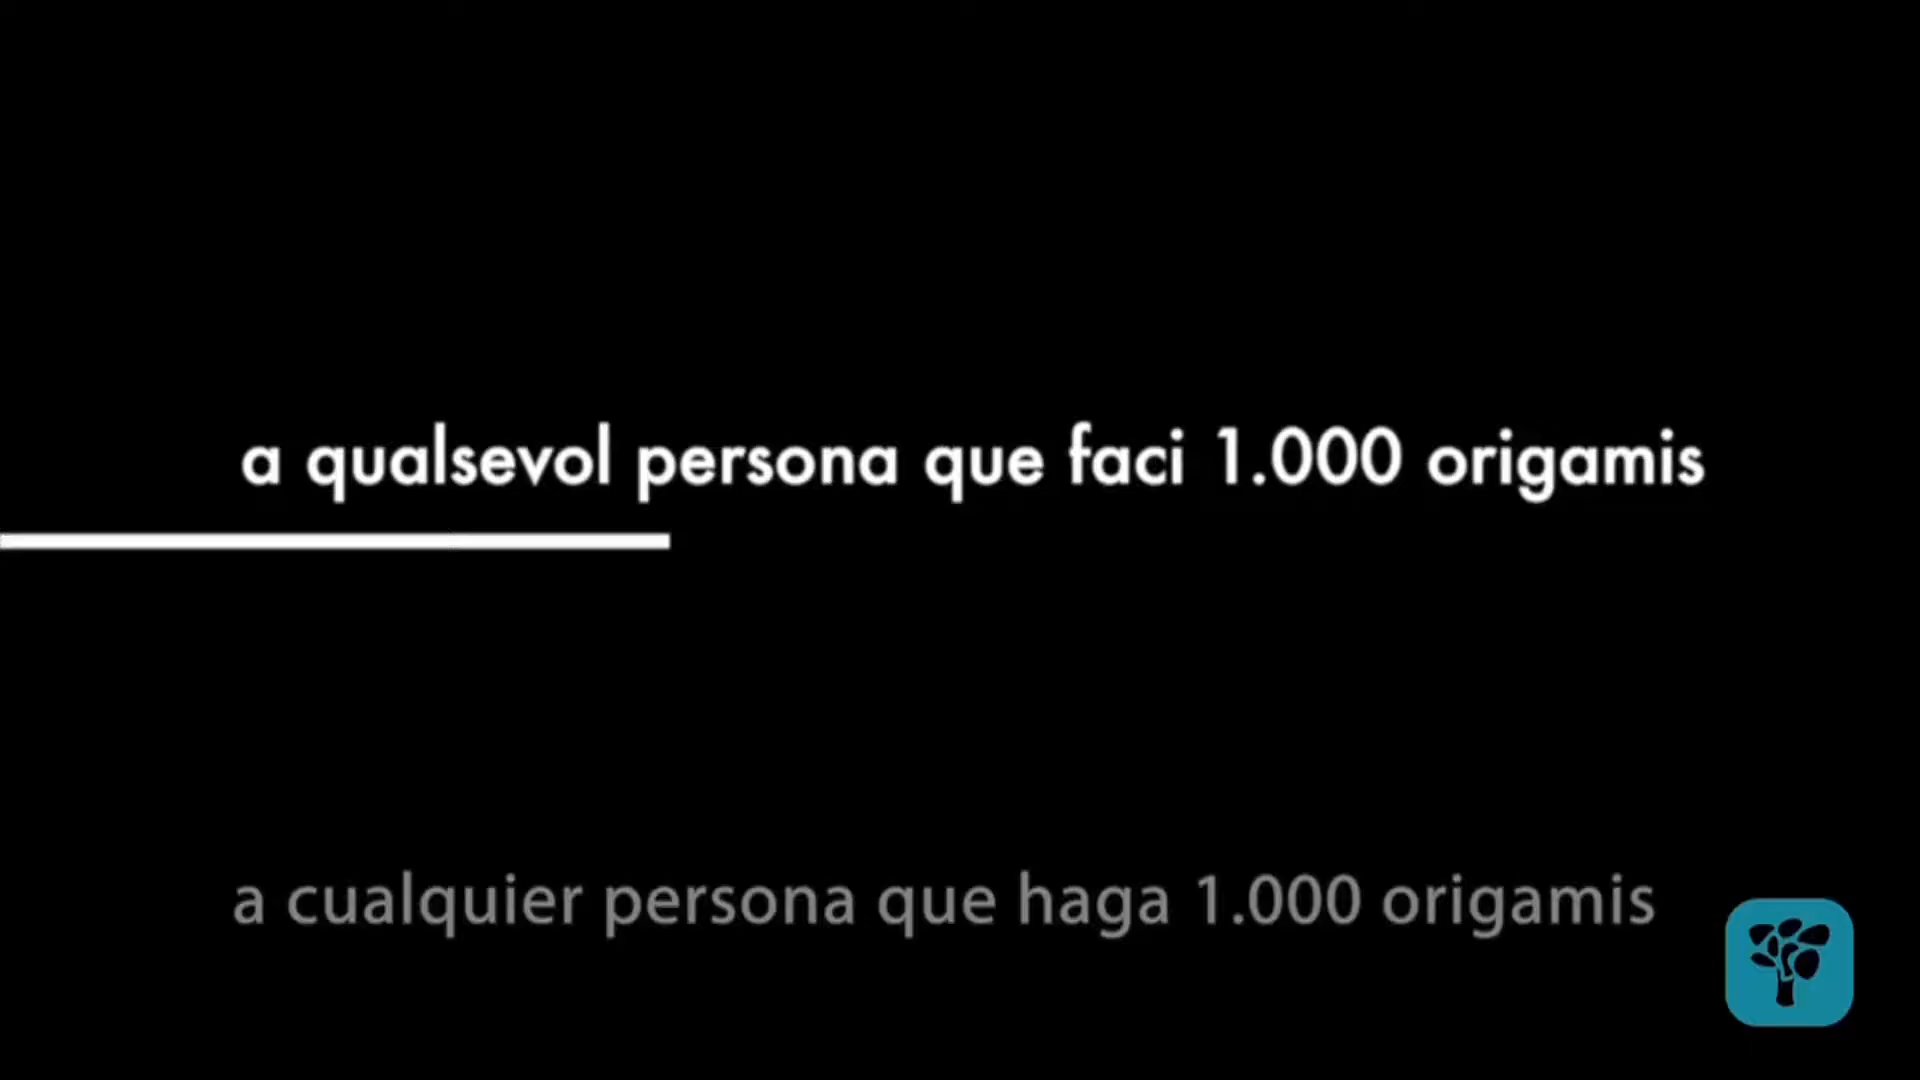 a qualsevol persona que faci 1.000 origamis
a cualquier persona que haga 1.000 origamis